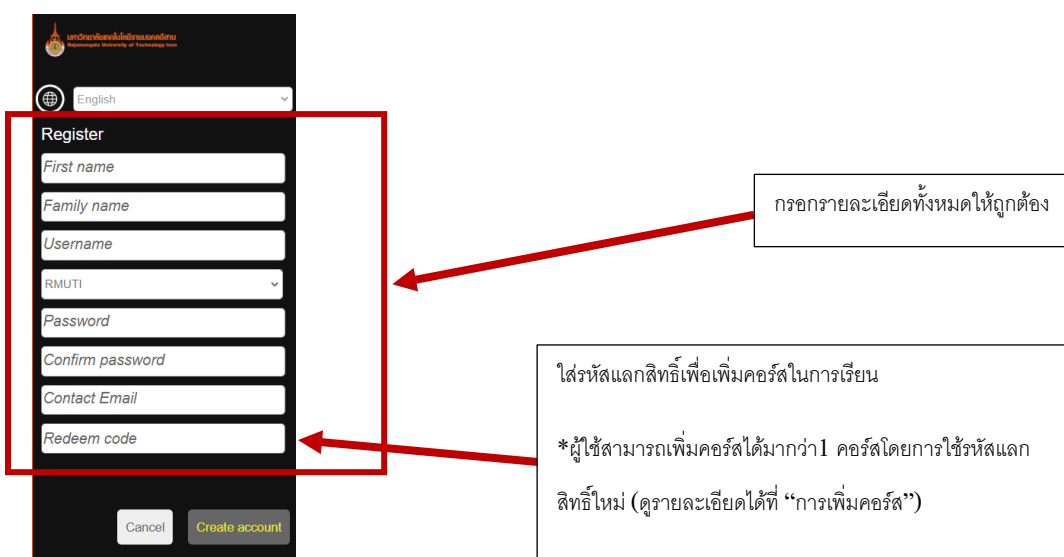 มหาวิทยาลัยเทคโนโลยีราชมงคลอีสาน
Rajamangala University of Technology Isan
English
Register
First name
Family name
Username
RMUTI
Password
Confirm password
Contact Email
Redeem code
Cancel
Create account
กรอกรายละเอียดทั้งหมดให้ถูกต้อง
ใส่รหัสแลกสิทธิ์เพื่อเพิ่มคอร์สในการเรียน
*ผู้ใช้สามารถเพิ่มคอร์สได้มากว่า1 คอร์สโดยการใช้รหัสแลก
สิทธิ์ใหม่ (ดูรายละเอียดได้ที่ “การเพิ่มคอร์ส”)